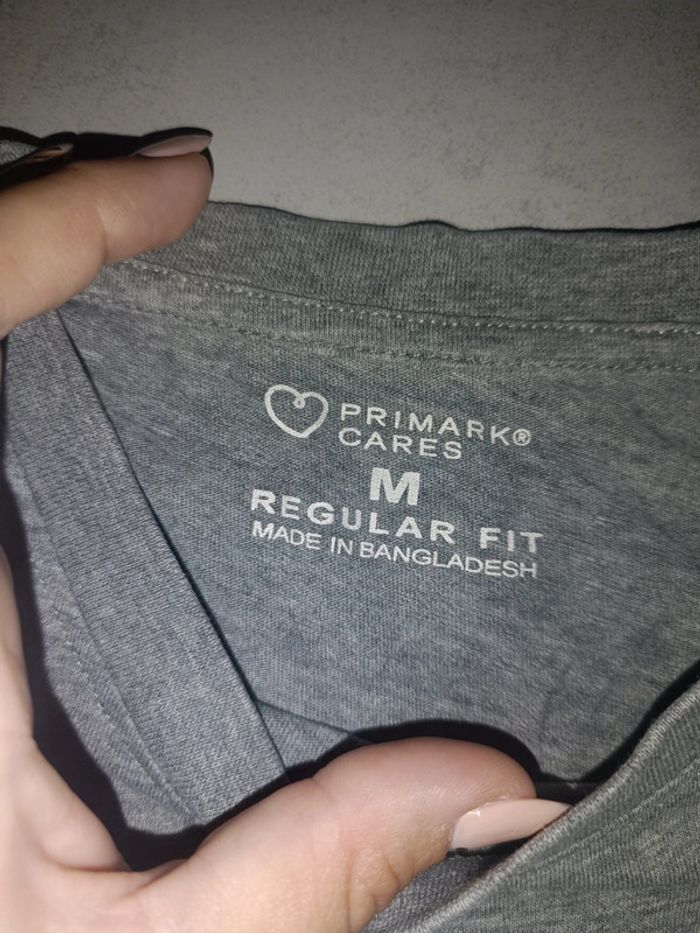 PRIMARK®
CARES
M
REGULAR FIT
MADE IN BANGLADESH